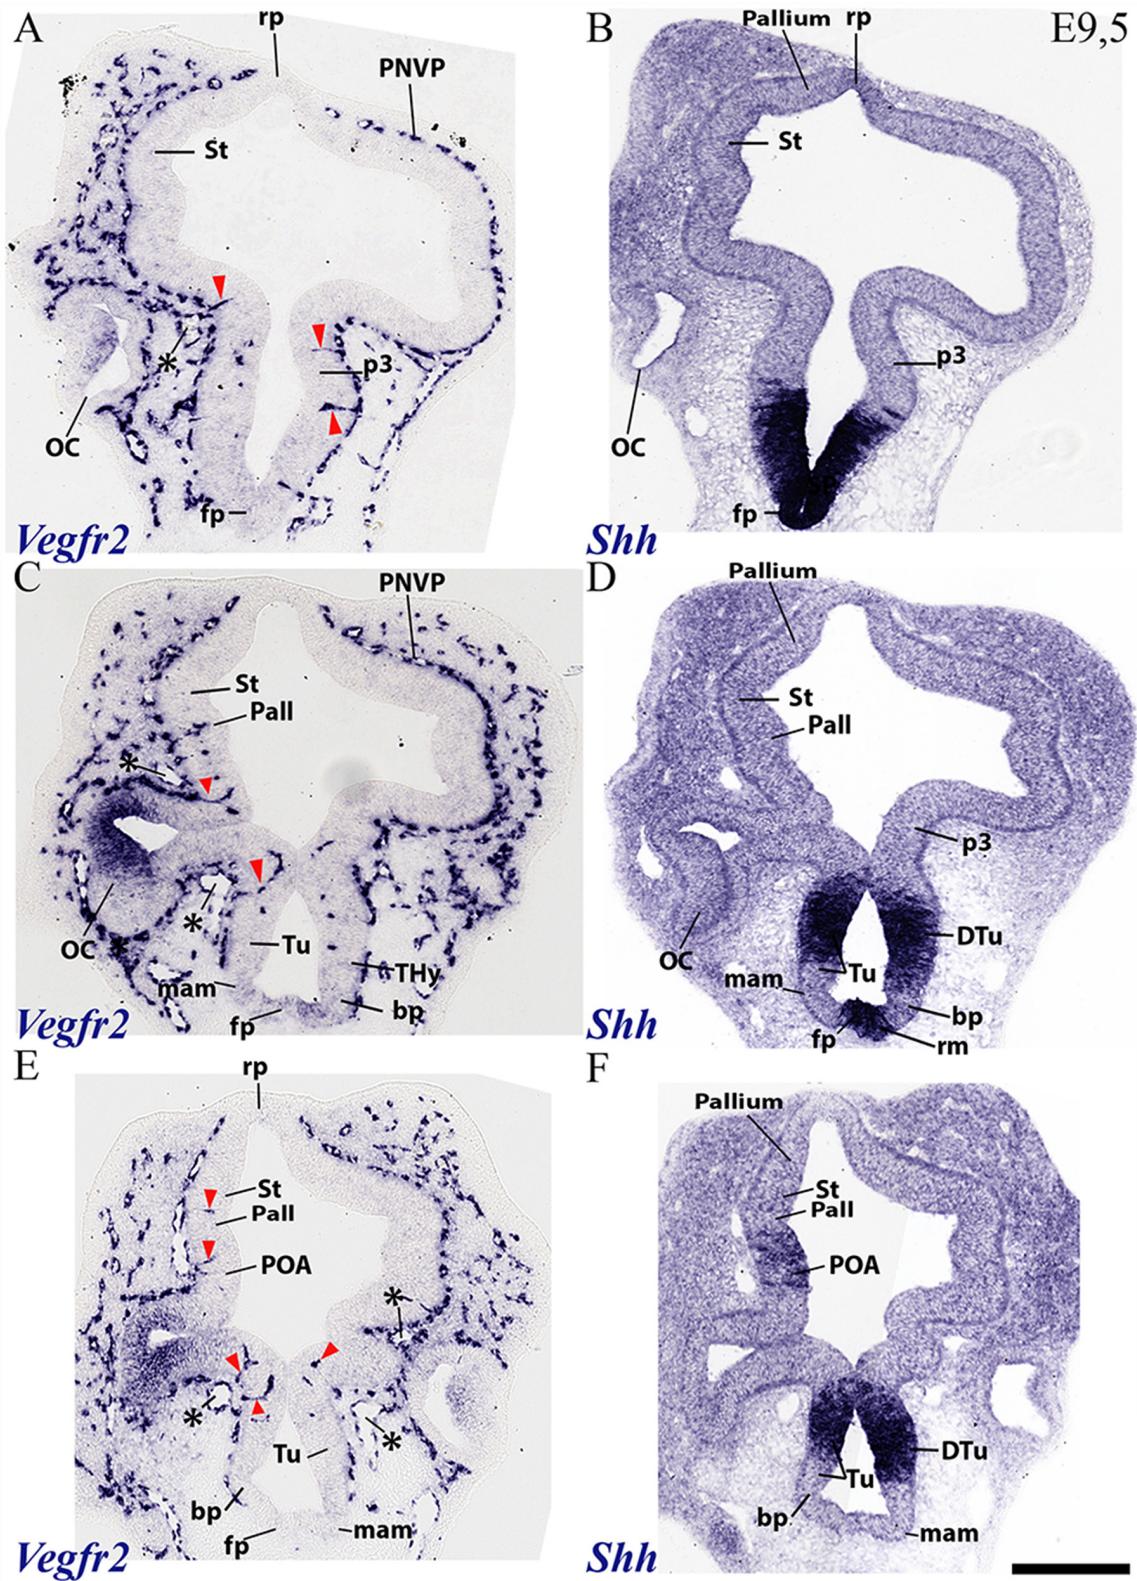 A
rp
PNVP
St
p3
*
OC
fp
Vegfr2
B
Pallium
rp
E9,5
St
p3
OC
fp
Shh
C
PNVP
St
Pall
*
*
OC
*
Tu
THy
mam
bp
fp
Vegfr2
D
Pallium
St
Pall
p3
OC
DTu
Tu
mam
bp
fp
rm
Shh
E
rp
St
Pall
POA
*
*
*
Tu
bp
fp
mam
Vegfr2
F
Pallium
St
Pall
POA
DTu
Tu
bp
mam
Shh